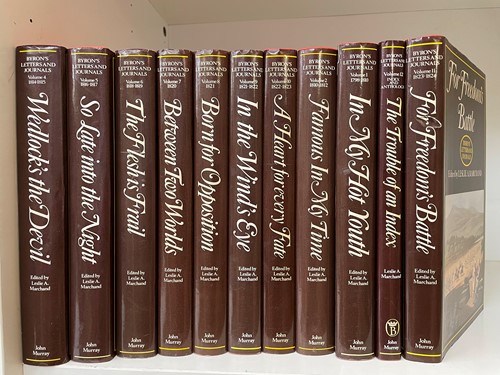 BYRON'S
LETTERS AND
JOURNALS
Volume 4
1814-1815
Wedlock's the Devil
Edited by
Leslie A.
Marchand
John
Murray
BYRON'S
LETTERS AND
JOURNALS
Volume 5
1816-1817
So Late into the Night
Edited by
Leslie A.
Marchand
John
Murray
BYRON'S
LETTERS AND
JOURNALS
Volume 6
1818-1819
The Flesh is Frail
Edited by
Leslie A.
Marchand
John
Murray
BYRON'S
LETTERS AND
JOURNALS
Volume 7
1820
Between Two Worlds
Edited by
Leslie A.
Marchand
John
Murray
BYRON'S
LETTERS AND
JOURNALS
Volume 8
1821
Born for Opposition
Edited by
Leslie A.
Marchand
John
Murray
BYRON'S
LETTERS AND
JOURNALS
Volume 9
1821-1822
In the Wind's Eye
Edited by
Leslie A.
Marchand
John
Murray
BYRON'S
LETTERS AND
JOURNALS
Volume 10
1822-1823
A Heart for every Fate
Edited by
Leslie A.
Marchand
John
Murray
BYRON'S
LETTERS AND
JOURNALS
Volume 2
1810-1812
Famous In My Time
Edited by
Leslie A.
Marchand
John
Murray
BYRON'S
LETTERS AND
JOURNALS
Volume 1
1798-1810
In My Hot Youth
Edited by
Leslie A.
Marchand
John
Murray
BYRON'S
LETTERS AND
JOURNALS
Volume 12
INDEX
ANTHOLOGY
The Trouble of an Index
Leslie A.
Marchand
B
John
Murray
BYRON'S
LETTERS AND
JOURNALS
Volume 11
1823-1824
For Freedom's Battle
Edited by
Leslie A.
Marchand
John
Murray
For Freedom's
Battle
BYRON'S
LETTERS AND
JOURNALS
Edited by LESLIE A. MARCHAND